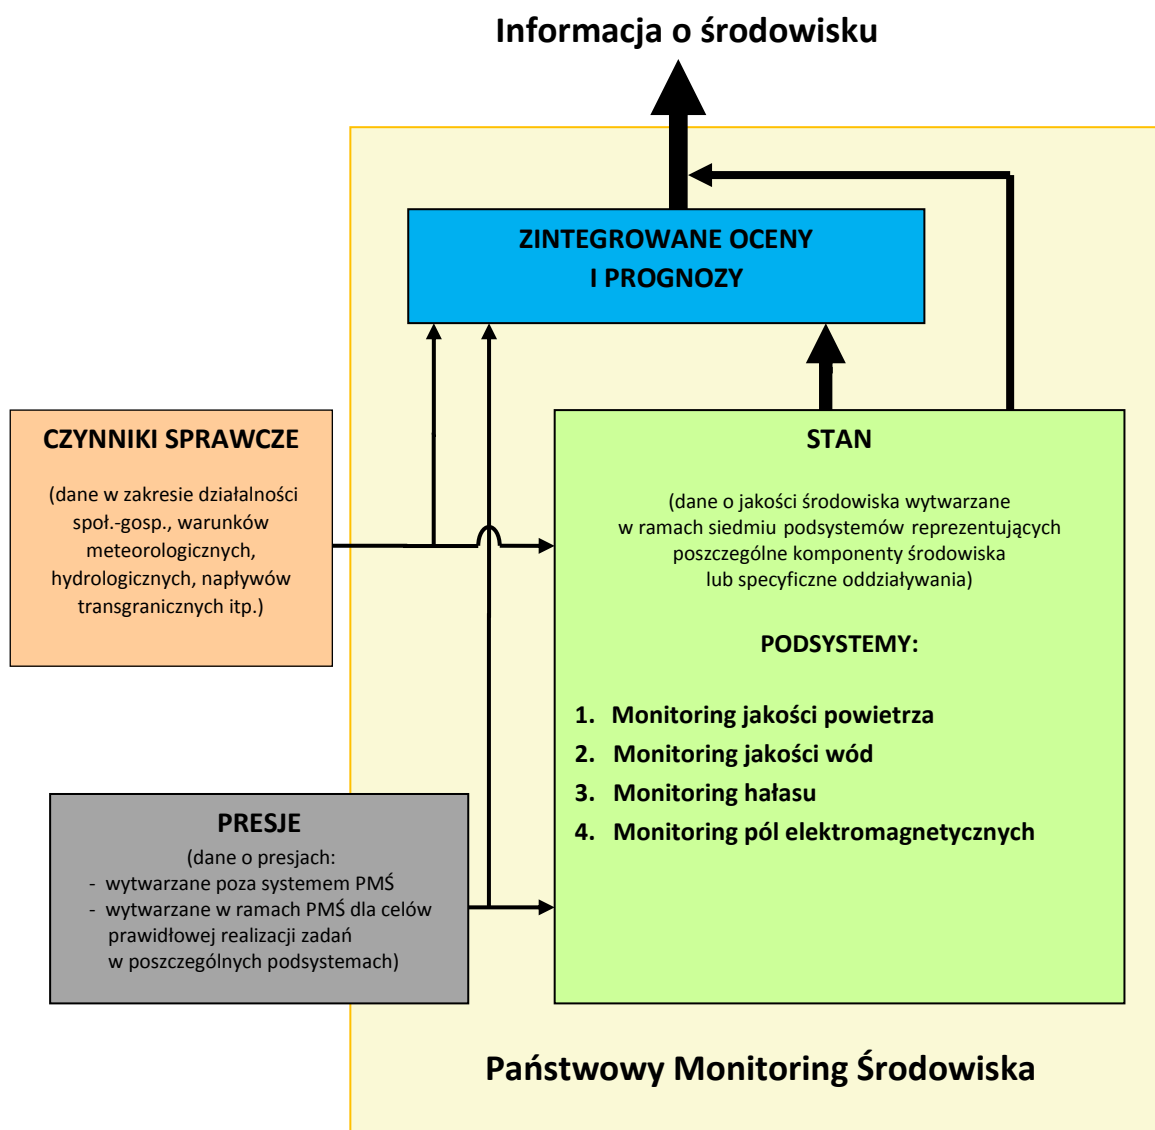 Informacja o środowisku
ZINTEGROWANE OCENY
I PROGNOZY
CZYNNIKI SPRAWCZE
(dane w zakresie działalności
społ.-gosp., warunków
meteorologicznych,
hydrologicznych, napływów
transgranicznych itp.)
STAN
(dane o jakości środowiska wytwarzane
w ramach siedmiu podsystemów reprezentujących
poszczególne komponenty środowiska
lub specyficzne oddziaływania)
PODSYSTEMY:
1. Monitoring jakości powietrza
2. Monitoring jakości wód
3. Monitoring hałasu
4. Monitoring pól elektromagnetycznych
PRESJE
(dane o presjach:
- wytwarzane poza systemem PMŚ
- wytwarzane w ramach PMŚ dla celów
prawidłowej realizacji zadań
w poszczególnych podsystemach)
Państwowy Monitoring Środowiska